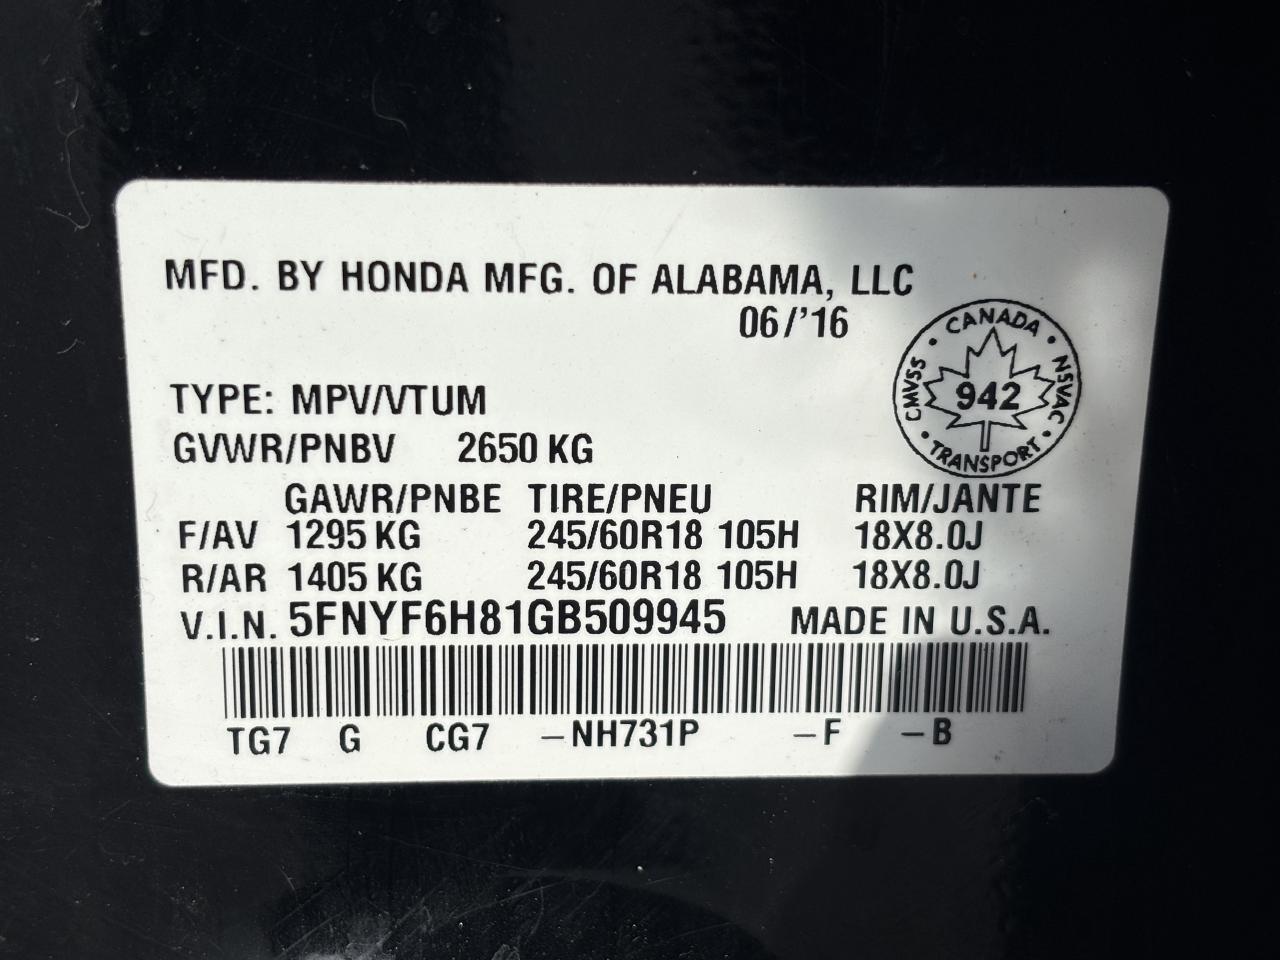 MFD. BY HONDA MFG. OF ALABAMA, LLC
06/'16
CANADA
CMVSS
942
NSVAC
TRANSPORT
TYPE: MPV/VTUM
GVWR/PNBV 2650 KG
GAWR/PNBE TIRE/PNEU RIM/JANTE
F/AV 1295 KG 245/60R18 105H 18X8.0J
R/AR 1405 KG 245/60R18 105H 18X8.0J
V.I.N. 5FNYF6H81GB509945 MADE IN U.S.A.
TG7 G CG7 –NH731P –F –B